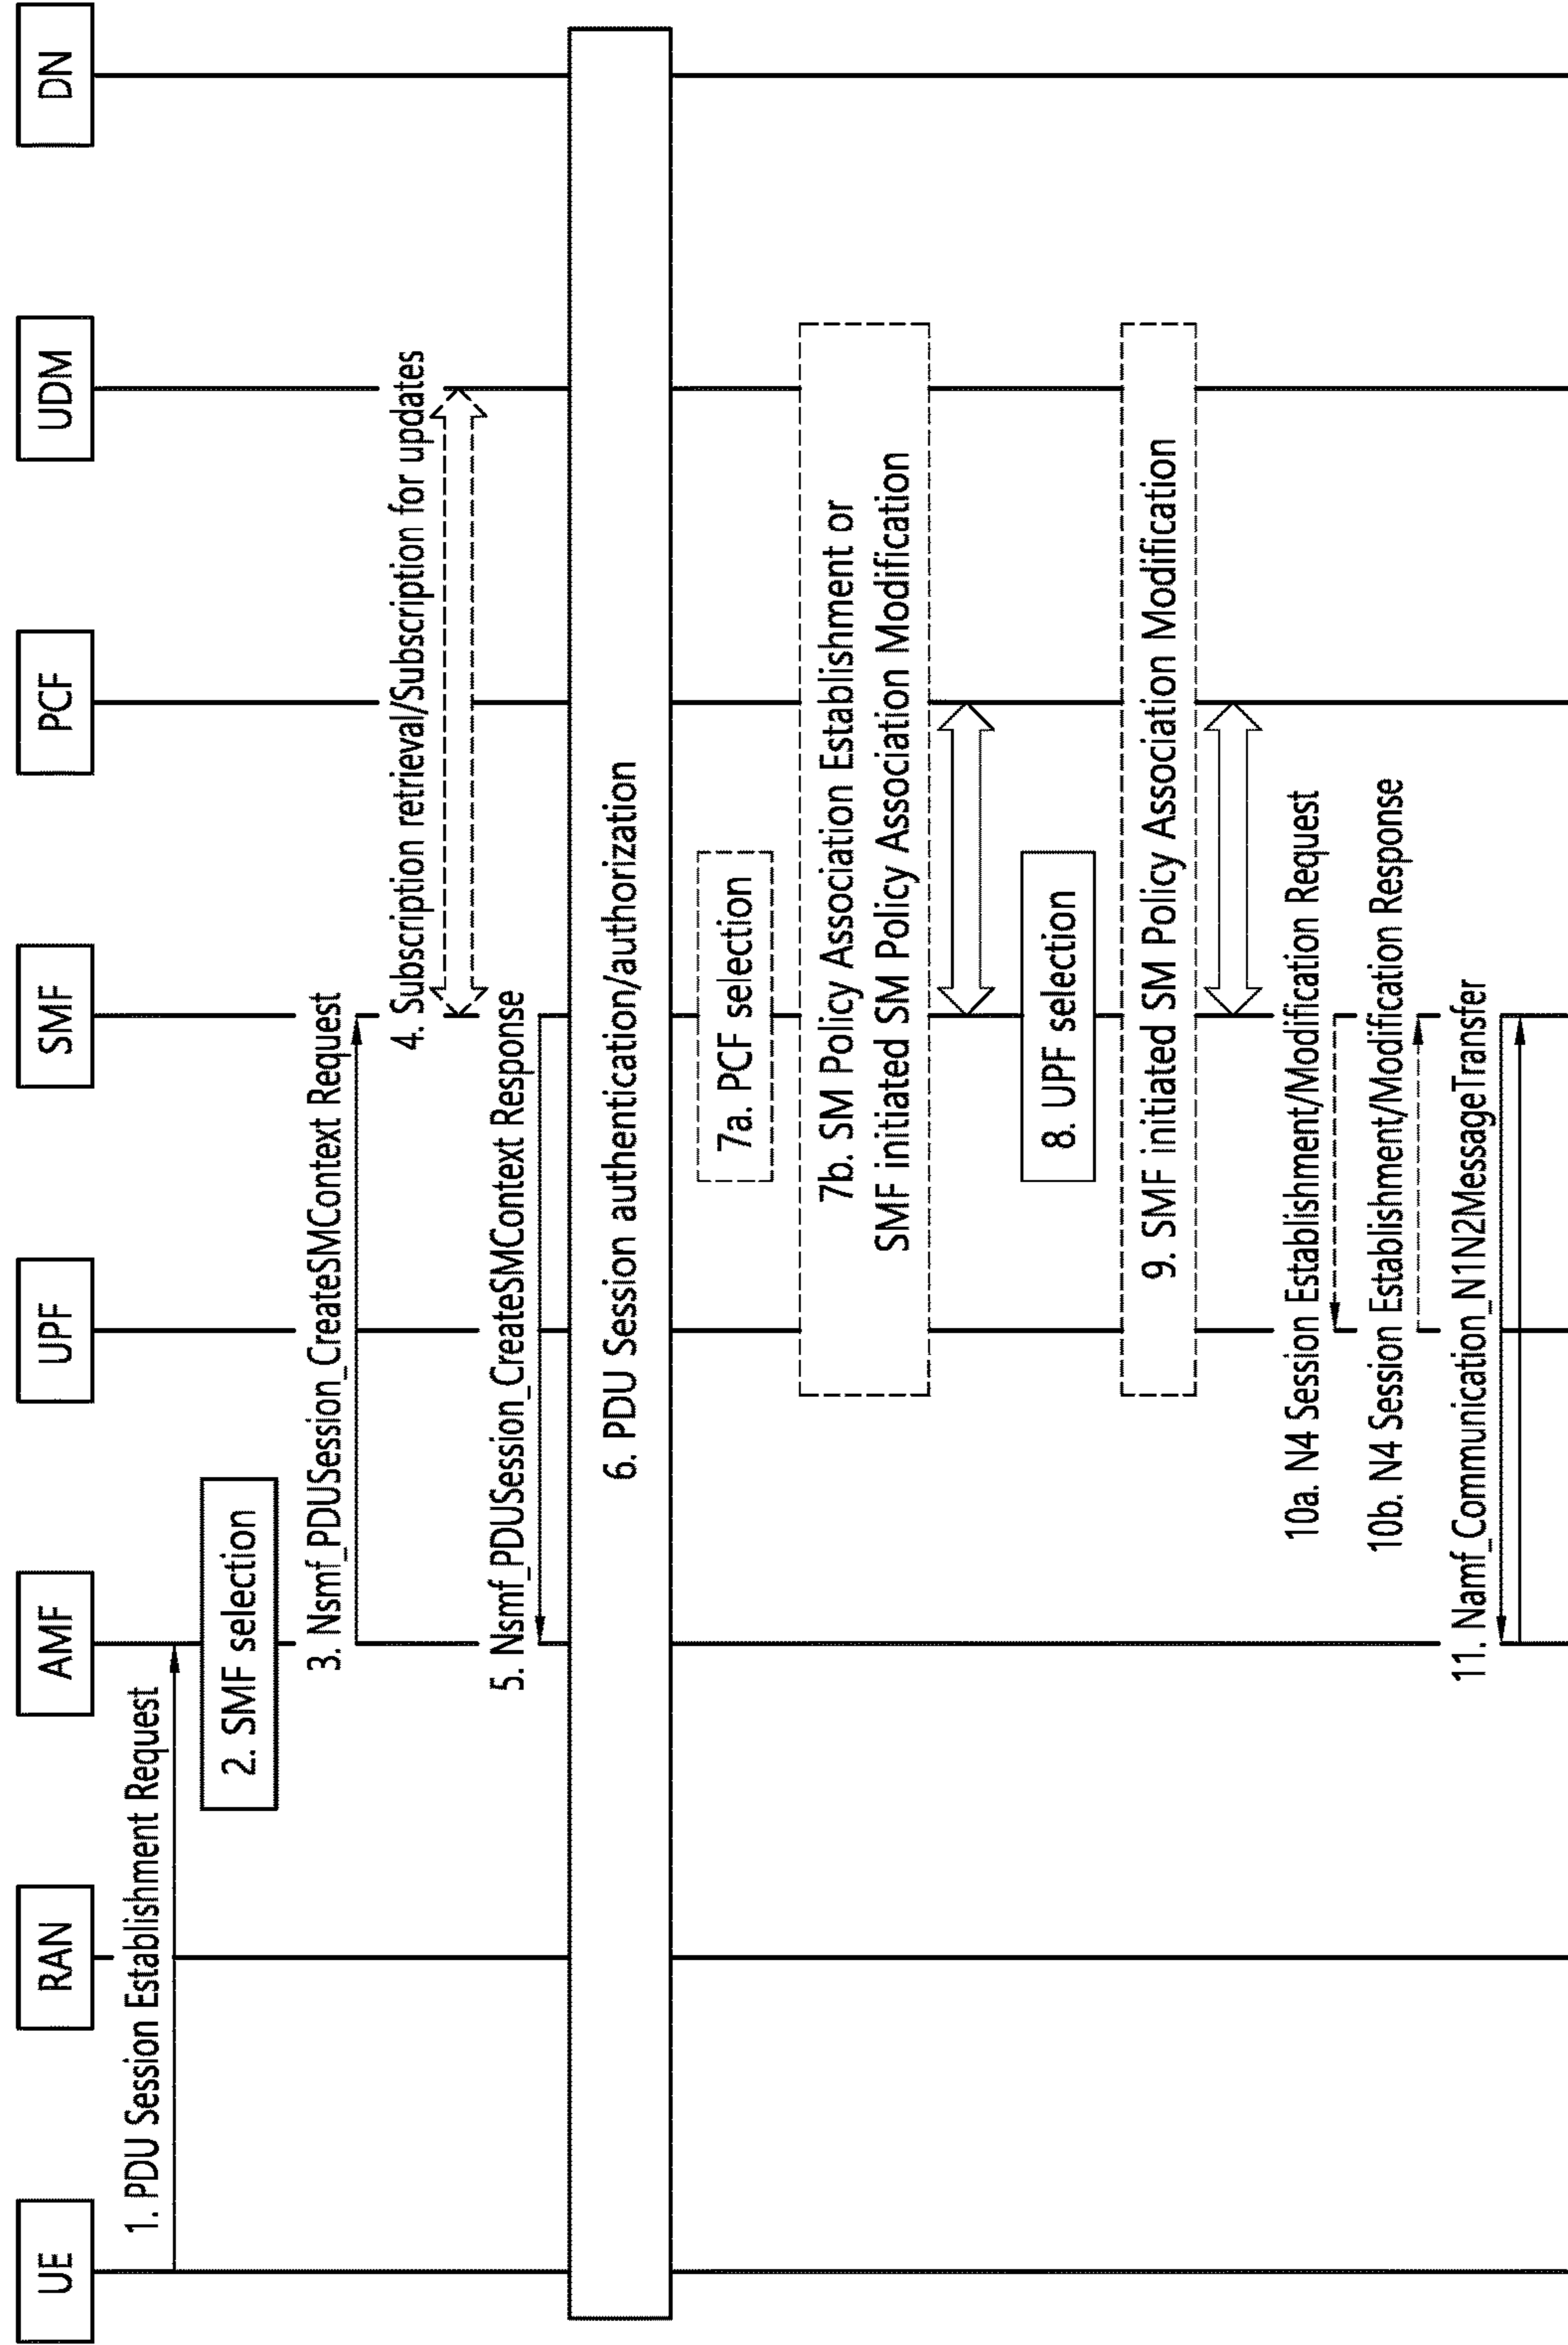 UE
RAN
AMF
UPF
SMF
PCF
UDM
DN
1. PDU Session Establishment Request
2. SMF selection
3. Nsmf_PDUSession_CreateSMContext Request
4. Subscription retrieval/Subscription for updates
5. Nsmf_PDUSession_CreateSMContext Response
6. PDU Session authentication/authorization
7a. PCF selection
7b. SM Policy Association Establishment or
SMF initiated SM Policy Association Modification
8. UPF selection
9. SMF initiated SM Policy Association Modification
10a. N4 Session Establishment/Modification Request
10b. N4 Session Establishment/Modification Response
11. Namf_Communication_N1N2MessageTransfer